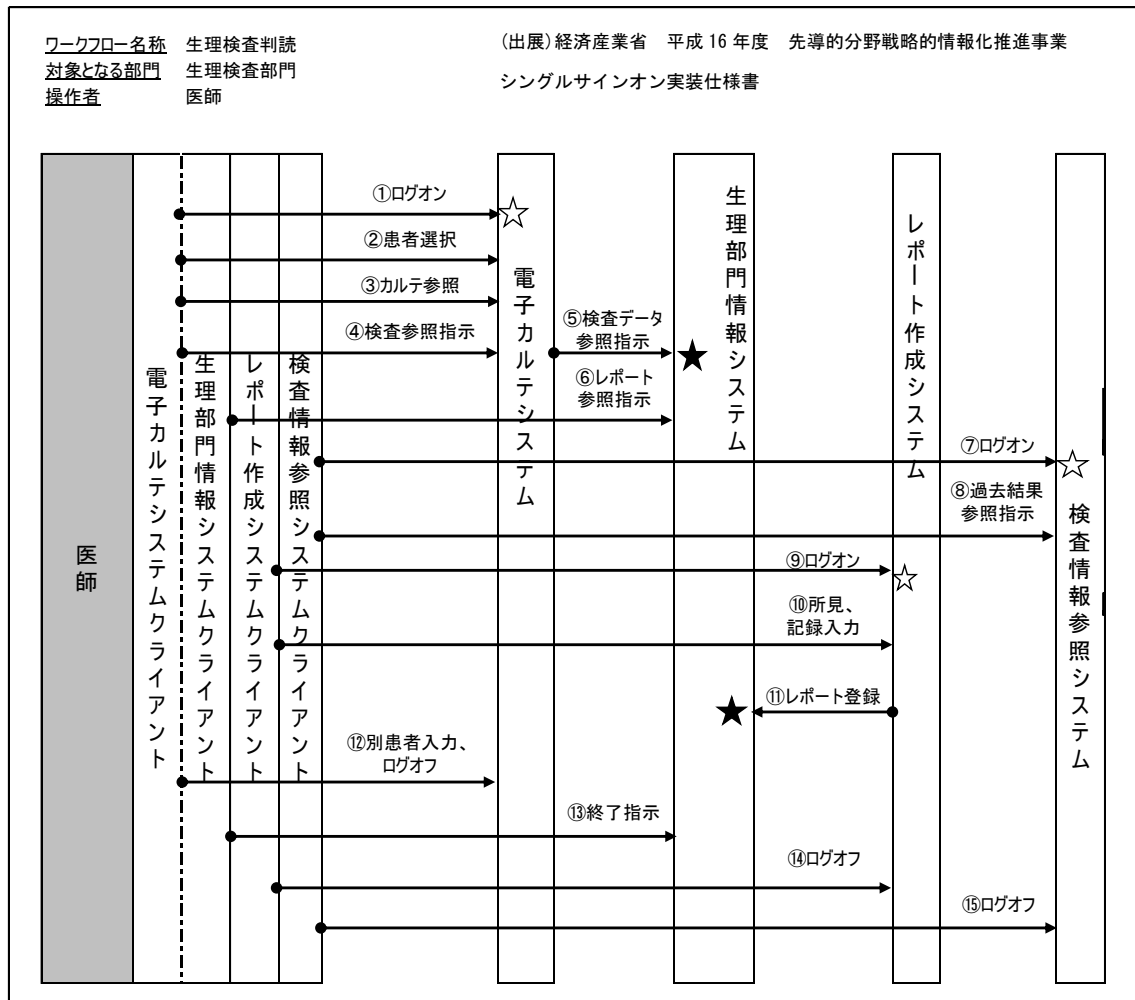 ワークフロー名称 生理検査判読
対象となる部門 生理検査部門
操作者 医師
(出展)経済産業省 平成16年度 先導的分野戦略的情報化推進事業
シングルサインオン実装仕様書
医師
電子カルテシステムクライアント
生理部門情報システムクライアント
レポート作成システムクライアント
検査情報参照システムクライアント
電子カルテシステム
生理部門情報システム
レポート作成システム
検査情報参照システム
①ログオン
②患者選択
③カルテ参照
④検査参照指示
⑤検査データ
参照指示
⑥レポート
参照指示
⑦ログオン
⑧過去結果
参照指示
⑨ログオン
⑩所見、
記録入力
⑪レポート登録
⑫別患者入力、
ログオフ
⑬終了指示
⑭ログオフ
⑮ログオフ